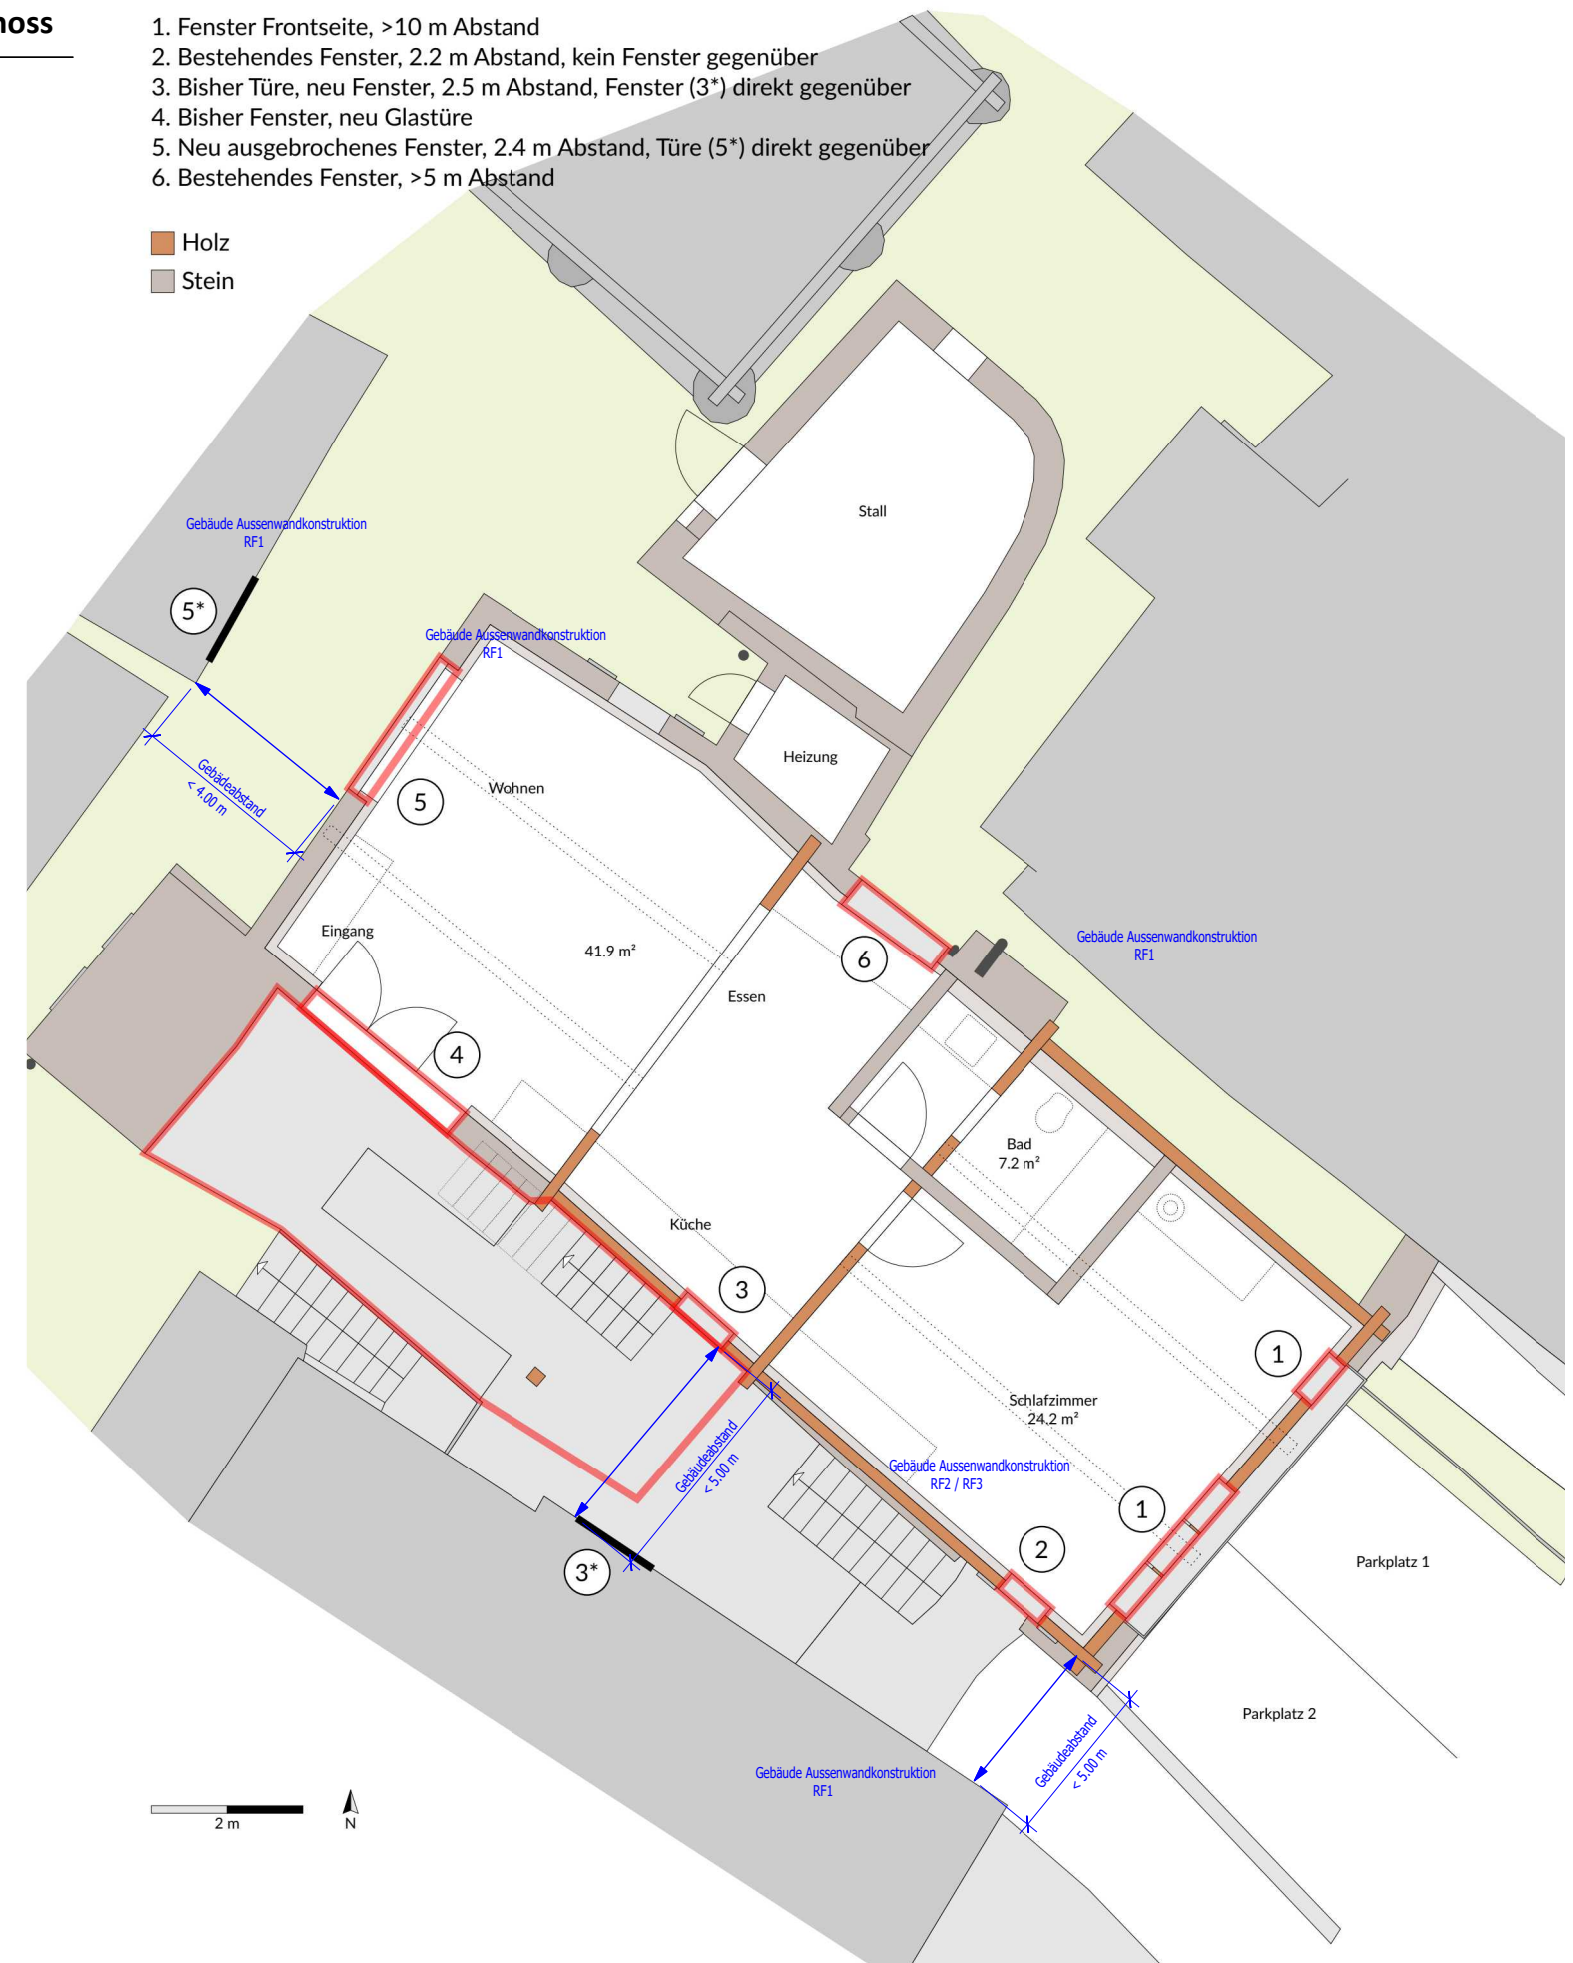 noss
1. Fenster Frontseite, >10 m Abstand
2. Bestehendes Fenster, 2.2 m Abstand, kein Fenster gegenüber
3. Bisher Türe, neu Fenster, 2.5 m Abstand, Fenster (3*) direkt gegenüber
4. Bisher Fenster, neu Glastüre
5. Neu ausgebrochenes Fenster, 2.4 m Abstand, Türe (5*) direkt gegenüber
6. Bestehendes Fenster, >5 m Abstand
Holz
Stein
Stall
Gebäude Aussenwandkonstruktion
RF1
5*
Gebäude Aussenwandkonstruktion
RF1
Heizung
Gebädeabstand
< 4.00 m
5
Wohnen
Eingang
41.9 m²
6
Gebäude Aussenwandkonstruktion
RF1
Essen
4
Bad
7.2 m²
Küche
3
1
Schlafzimmer
24.2 m²
Gebäudeabstand
< 5.00 m
Gebäude Aussenwandkonstruktion
RF2 / RF3
1
2
3*
Parkplatz 1
Parkplatz 2
Gebäudeabstand
< 5.00 m
Gebäude Aussenwandkonstruktion
RF1
2 m
N